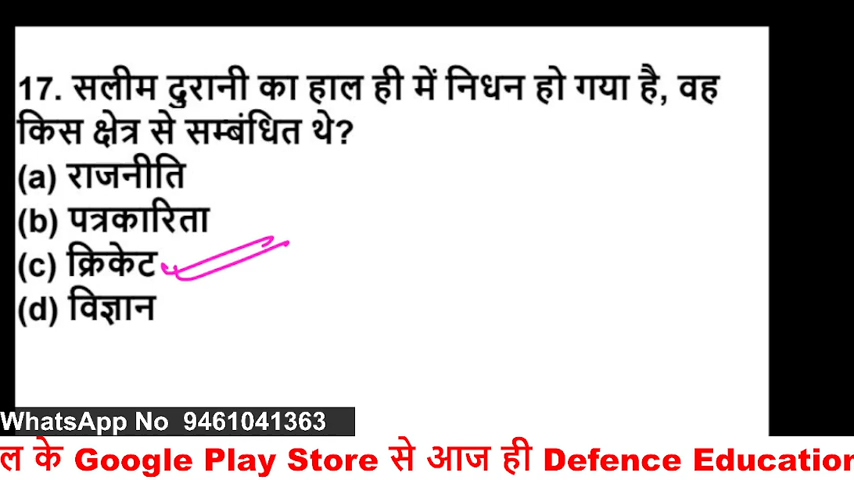 17. सलीम दुरानी का हाल ही में निधन हो गया है, वह
किस क्षेत्र से सम्बंधित थे?
(a) राजनीति
(b) पत्रकारिता
(c) क्रिकेट
(d) विज्ञान
WhatsApp No 9461041363
ल के Google Play Store से आज ही Defence Education